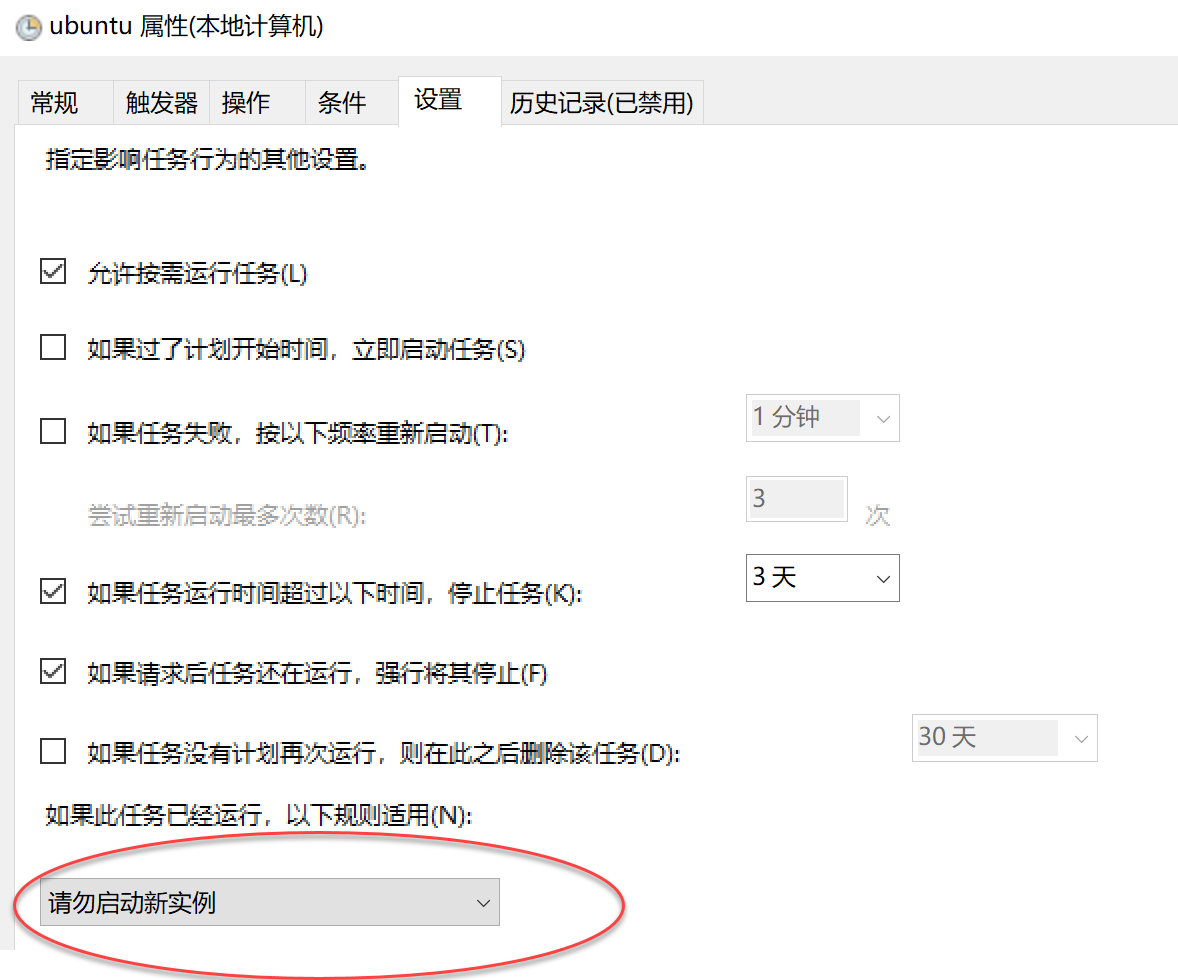 ubuntu 属性(本地计算机)
常规 触发器 操作 条件 设置 历史记录(已禁用)
指定影响任务行为的其他设置。
允许按需运行任务(L)
如果过了计划开始时间，立即启动任务(S)
如果任务失败，按以下频率重新启动(T): 1 分钟
尝试重新启动最多次数(R): 3 次
如果任务运行时间超过以下时间，停止任务(K): 3 天
如果请求后任务还在运行，强行将其停止(F)
如果任务没有计划再次运行，则在此之后删除该任务(D): 30 天
如果此任务已经运行，以下规则适用(N):
请勿启动新实例